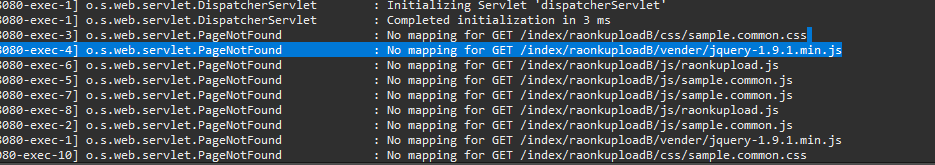 8080-exec-1] o.s.web.servlet.DispatcherServlet : Initializing Servlet 'dispatcherServlet'
8080-exec-1] o.s.web.servlet.DispatcherServlet : Completed initialization in 3 ms
8080-exec-3] o.s.web.servlet.PageNotFound : No mapping for GET /index/raonkuploadB/css/sample.common.css
8080-exec-4] o.s.web.servlet.PageNotFound : No mapping for GET /index/raonkuploadB/vender/jquery-1.9.1.min.js
8080-exec-6] o.s.web.servlet.PageNotFound : No mapping for GET /index/raonkuploadB/js/raonkupload.js
8080-exec-5] o.s.web.servlet.PageNotFound : No mapping for GET /index/raonkuploadB/js/sample.common.js
8080-exec-7] o.s.web.servlet.PageNotFound : No mapping for GET /index/raonkuploadB/js/sample.common.js
8080-exec-8] o.s.web.servlet.PageNotFound : No mapping for GET /index/raonkuploadB/js/raonkupload.js
8080-exec-2] o.s.web.servlet.PageNotFound : No mapping for GET /index/raonkuploadB/js/sample.common.js
8080-exec-1] o.s.web.servlet.PageNotFound : No mapping for GET /index/raonkuploadB/vender/jquery-1.9.1.min.js
080-exec-10] o.s.web.servlet.PageNotFound : No mapping for GET /index/raonkuploadB/css/sample.common.css